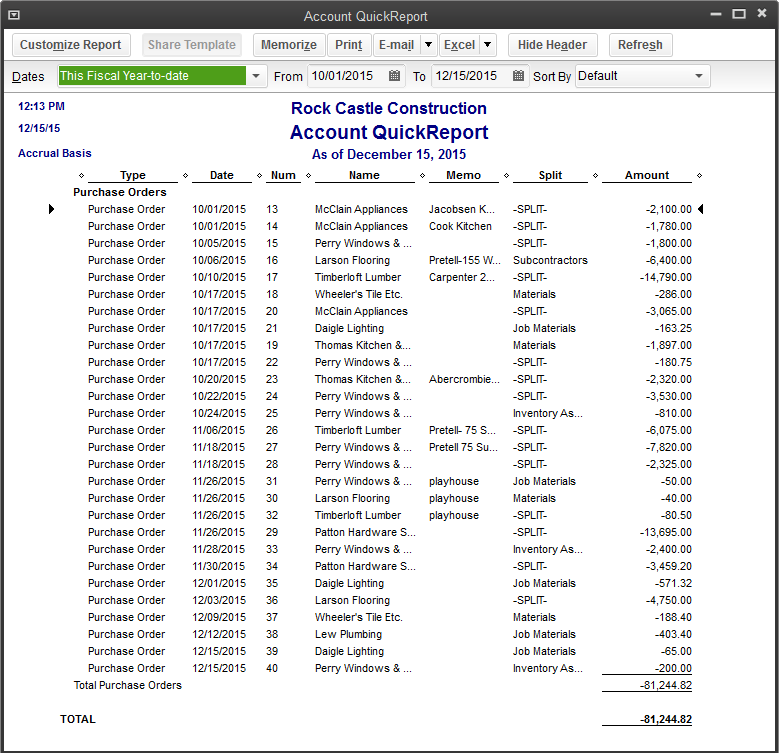 Account QuickReport
Customize Report Share Template Memorize Print E-mail Excel Hide Header Refresh
Dates This Fiscal Year-to-date From 10/01/2015 To 12/15/2015 Sort By Default
12:13 PM Rock Castle Construction
12/15/15 Account QuickReport
Accrual Basis As of December 15, 2015
Type Date Num Name Memo Split Amount
Purchase Orders
Purchase Order 10/01/2015 13 McClain Appliances Jacobsen K... -SPLIT- -2,100.00
Purchase Order 10/01/2015 14 McClain Appliances Cook Kitchen -SPLIT- -1,780.00
Purchase Order 10/05/2015 15 Perry Windows & ... -SPLIT- -1,800.00
Purchase Order 10/06/2015 16 Larson Flooring Pretell-155 W... Subcontractors -6,400.00
Purchase Order 10/10/2015 17 Timberloft Lumber Carpenter 2... -SPLIT- -14,790.00
Purchase Order 10/17/2015 18 Wheeler's Tile Etc. Materials -286.00
Purchase Order 10/17/2015 20 McClain Appliances -SPLIT- -3,065.00
Purchase Order 10/17/2015 21 Daigle Lighting Job Materials -163.25
Purchase Order 10/17/2015 19 Thomas Kitchen &... Materials -1,897.00
Purchase Order 10/17/2015 22 Perry Windows & ... -SPLIT- -180.75
Purchase Order 10/20/2015 23 Thomas Kitchen &... Abercrombie... -SPLIT- -2,320.00
Purchase Order 10/22/2015 24 Perry Windows & ... -SPLIT- -3,530.00
Purchase Order 10/24/2015 25 Perry Windows & ... Inventory As... -810.00
Purchase Order 11/06/2015 26 Timberloft Lumber Pretell- 75 S... -SPLIT- -6,075.00
Purchase Order 11/18/2015 27 Perry Windows & ... Pretell 75 Su... -SPLIT- -7,820.00
Purchase Order 11/18/2015 28 Perry Windows & ... -SPLIT- -2,325.00
Purchase Order 11/26/2015 31 Perry Windows & ... playhouse Job Materials -50.00
Purchase Order 11/26/2015 30 Larson Flooring playhouse Materials -40.00
Purchase Order 11/26/2015 32 Timberloft Lumber playhouse -SPLIT- -80.50
Purchase Order 11/26/2015 29 Patton Hardware S... -SPLIT- -13,695.00
Purchase Order 11/28/2015 33 Perry Windows & ... Inventory As... -2,400.00
Purchase Order 11/30/2015 34 Patton Hardware S... -SPLIT- -3,459.20
Purchase Order 12/01/2015 35 Daigle Lighting Job Materials -571.32
Purchase Order 12/03/2015 36 Larson Flooring -SPLIT- -4,750.00
Purchase Order 12/09/2015 37 Wheeler's Tile Etc. Materials -188.40
Purchase Order 12/12/2015 38 Lew Plumbing Job Materials -403.40
Purchase Order 12/15/2015 39 Daigle Lighting Job Materials -65.00
Purchase Order 12/15/2015 40 Perry Windows & ... Inventory As... -200.00
Total Purchase Orders -81,244.82
TOTAL -81,244.82